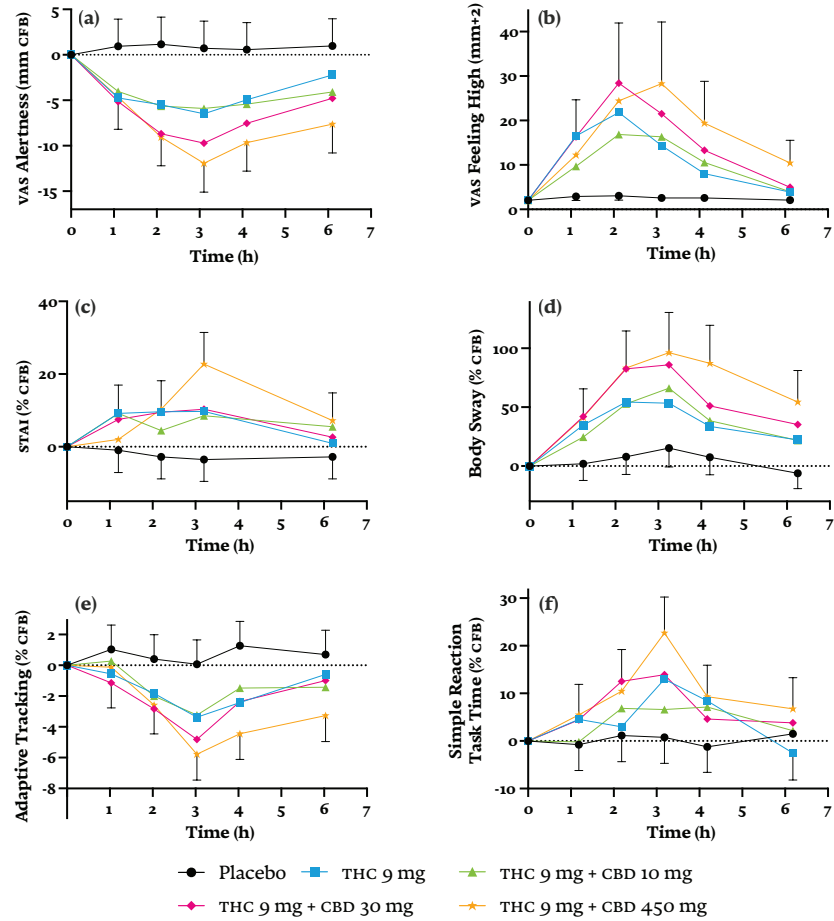 (a)
VAS Alertness (mm CFB)
5
0
-5
-10
-15
0 1 2 3 4 5 6 7
Time (h)
(b)
VAS Feeling High (mm+2)
40
30
20
10
0
0 1 2 3 4 5 6 7
Time (h)
(c)
STAI (% CFB)
40
20
0
0 1 2 3 4 5 6 7
Time (h)
(d)
Body Sway (% CFB)
100
50
0
0 1 2 3 4 5 6 7
Time (h)
(e)
Adaptive Tracking (% CFB)
2
0
-2
-4
-6
-8
0 1 2 3 4 5 6 7
Time (h)
(f)
Simple Reaction
Task Time (% CFB)
30
20
10
0
-10
0 1 2 3 4 5 6 7
Time (h)
Placebo THC 9 mg THC 9 mg + CBD 10 mg
THC 9 mg + CBD 30 mg THC 9 mg + CBD 450 mg